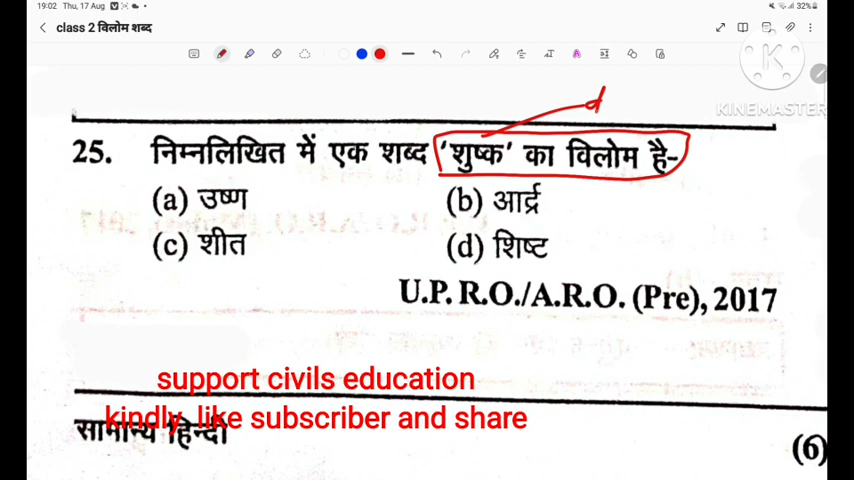 19:02 Thu, 17 Aug
32%
class 2 विलोम शब्द
KINEMASTER
d
25. निम्नलिखित में एक शब्द 'शुष्क' का विलोम है-
(a) उष्ण (b) आर्द्र
(c) शीत (d) शिष्ट
U.P. R.O./A.R.O. (Pre), 2017
support civils education
kindly like subscriber and share
सामान्य हिन्दी (6)